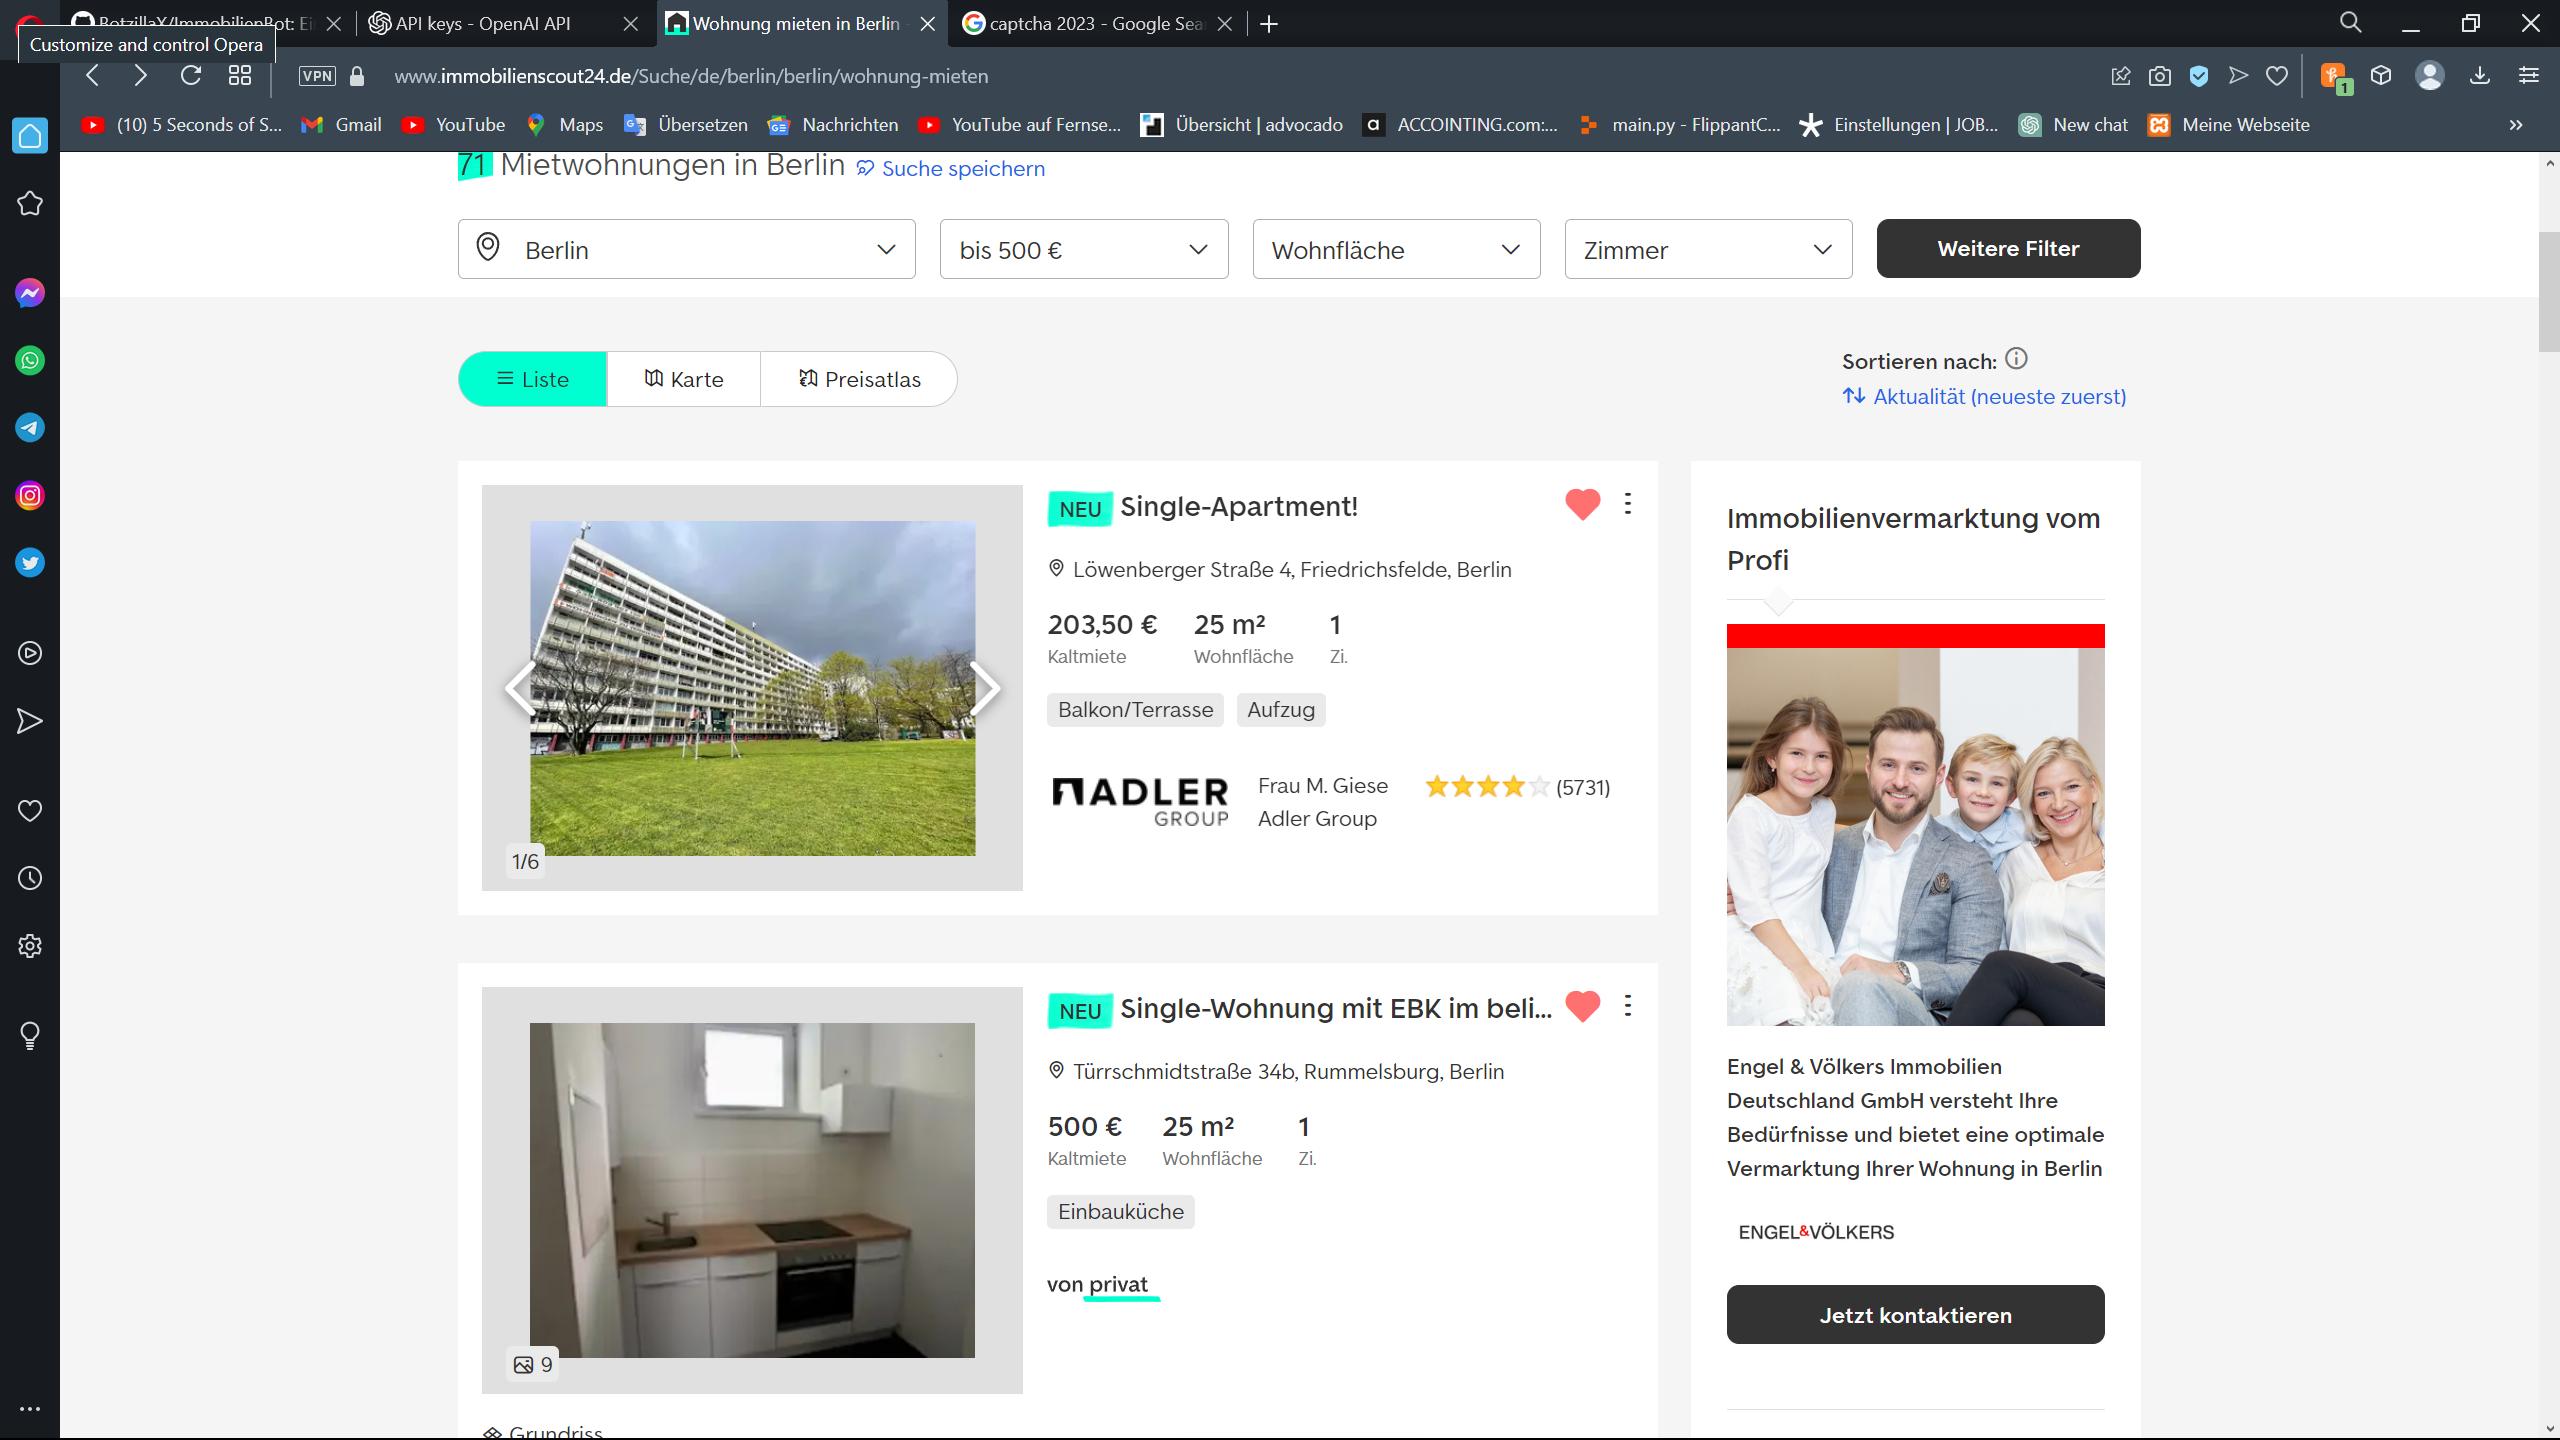 BotzillaX/ImmobilienBot: Ei
API keys - OpenAI API
Wohnung mieten in Berlin -
captcha 2023 - Google Sea
Customize and control Opera
VPN
www.immobilienscout24.de/Suche/de/berlin/berlin/wohnung-mieten
1
(10) 5 Seconds of S...
Gmail
YouTube
Maps
Übersetzen
Nachrichten
YouTube auf Fernse...
Übersicht | advocado
ACCOINTING.com:...
main.py - FlippantC...
Einstellungen | JOB...
New chat
Meine Webseite
71 Mietwohnungen in Berlin
Suche speichern
Berlin
bis 500 €
Wohnfläche
Zimmer
Weitere Filter
Liste
Karte
Preisatlas
Sortieren nach:
Aktualität (neueste zuerst)
NEU Single-Apartment!
Löwenberger Straße 4, Friedrichsfelde, Berlin
203,50 € 25 m² 1
Kaltmiete Wohnfläche Zi.
Balkon/Terrasse Aufzug
ADLER
GROUP
Frau M. Giese
Adler Group
(5731)
1/6
NEU Single-Wohnung mit EBK im beli...
Türrschmidtstraße 34b, Rummelsburg, Berlin
500 € 25 m² 1
Kaltmiete Wohnfläche Zi.
Einbauküche
von privat
9
Grundriss
Immobilienvermarktung vom
Profi
Engel & Völkers Immobilien
Deutschland GmbH versteht Ihre
Bedürfnisse und bietet eine optimale
Vermarktung Ihrer Wohnung in Berlin
ENGEL&VÖLKERS
Jetzt kontaktieren